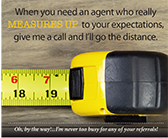 When you need an agent who really
MEASURES UP to your expectations,
give me a call and I'll go the distance.
6 7
18 19
Oh, by the way!...I'm never too busy for any of your referrals!